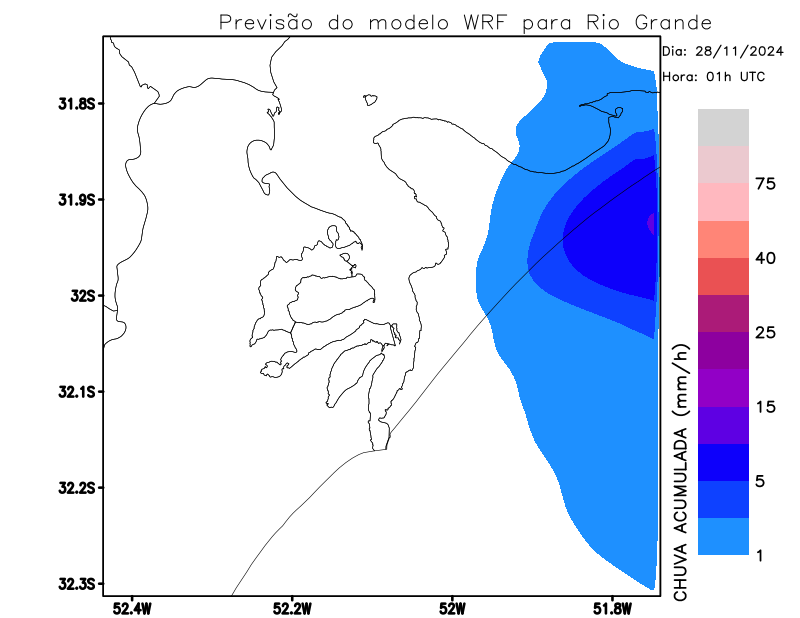 Previsão do modelo WRF para Rio Grande
Dia: 28/11/2024
Hora: 01h UTC
31.8S
31.9S
32S
32.1S
32.2S
32.3S
52.4W
52.2W
52W
51.8W
CHUVA ACUMULADA (mm/h)
75
40
25
15
5
1